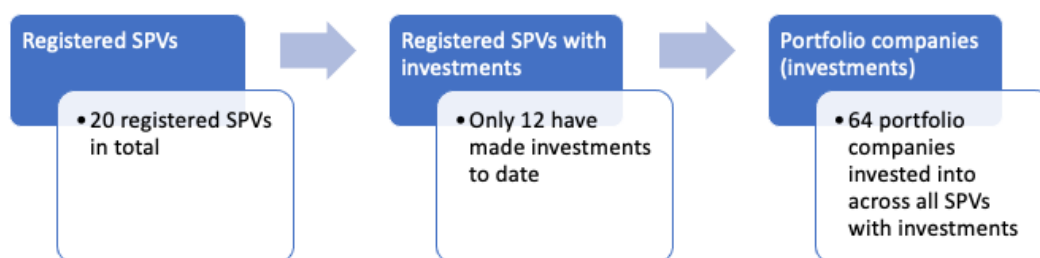 Registered SPVs
• 20 registered SPVs
in total
Registered SPVs with
investments
• Only 12 have
made investments
to date
Portfolio companies
(investments)
• 64 portfolio
companies
invested into
across all SPVs
with investments